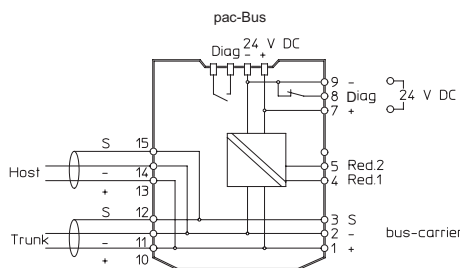 pac-Bus
Diag 24 V DC
- +
9 -
8 Diag 24 V DC
7 +
S 15
Host - 14
+ 13
5 Red.2
4 Red.1
S 12
3 S
Trunk - 11
2 - bus-carrier
+ 10
1 +